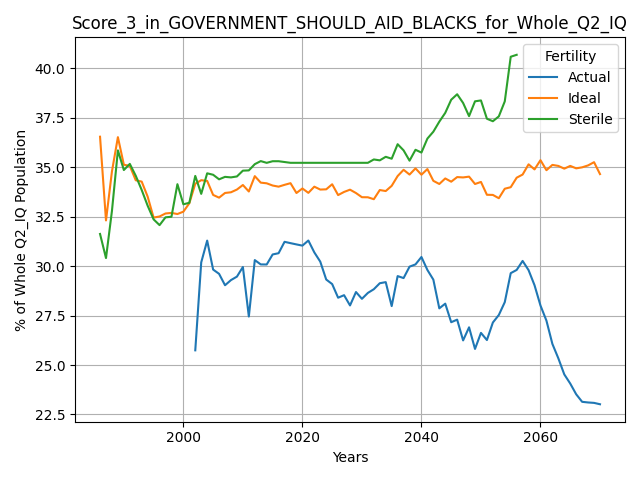 Score_3_in_GOVERNMENT_SHOULD_AID_BLACKS_for_Whole_Q2_IQ
Fertility
Actual
Ideal
Sterile
% of Whole Q2_IQ Population
40.0
37.5
35.0
32.5
30.0
27.5
25.0
22.5
2000
2020
2040
2060
Years